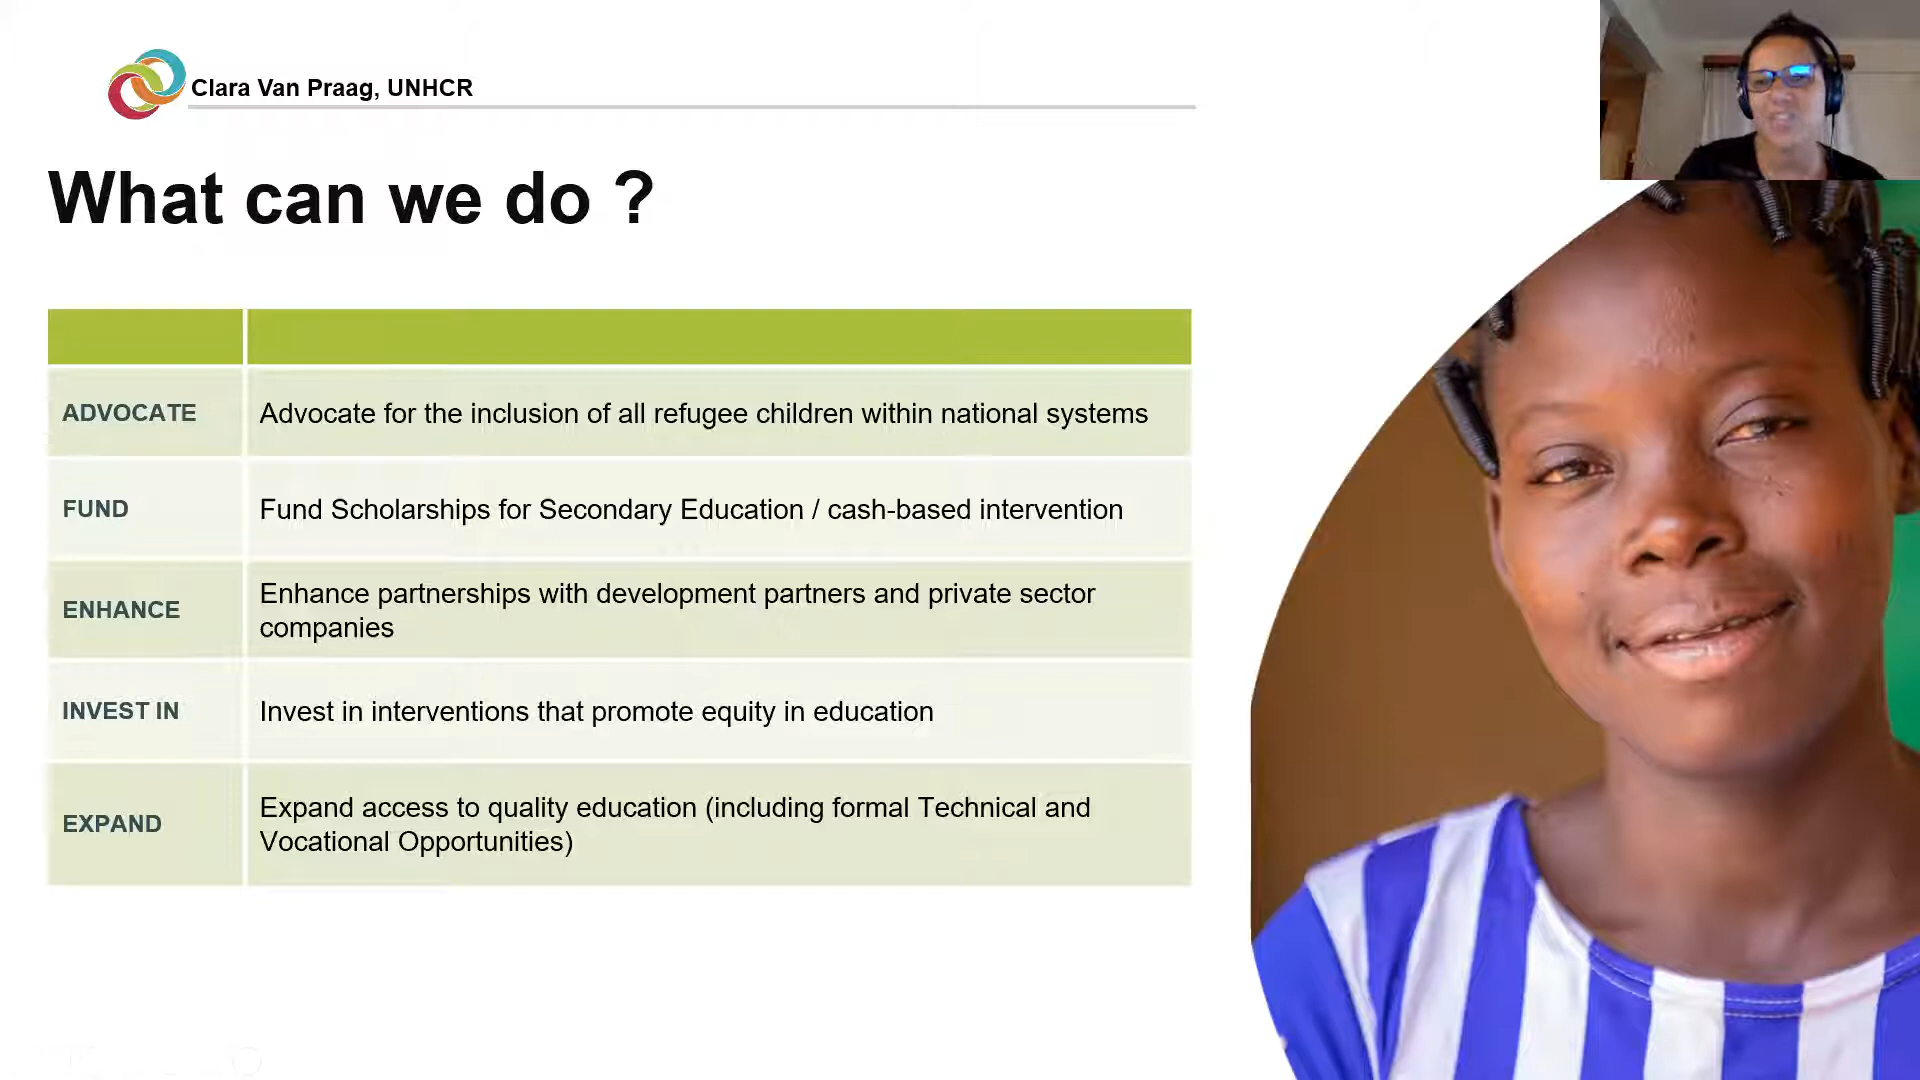 Clara Van Praag, UNHCR
What can we do ?
ADVOCATE
Advocate for the inclusion of all refugee children within national systems
FUND
Fund Scholarships for Secondary Education / cash-based intervention
ENHANCE
Enhance partnerships with development partners and private sector
companies
INVEST IN
Invest in interventions that promote equity in education
EXPAND
Expand access to quality education (including formal Technical and
Vocational Opportunities)